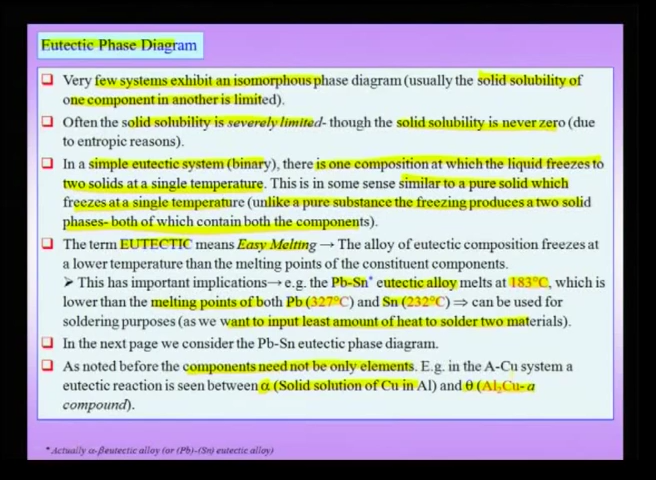 Eutectic Phase Diagram
❑ Very few systems exhibit an isomorphous phase diagram (usually the solid solubility of
one component in another is limited).
❑ Often the solid solubility is severely limited- though the solid solubility is never zero (due
to entropic reasons).
❑ In a simple eutectic system (binary), there is one composition at which the liquid freezes to
two solids at a single temperature. This is in some sense similar to a pure solid which
freezes at a single temperature (unlike a pure substance the freezing produces a two solid
phases- both of which contain both the components).
❑ The term EUTECTIC means Easy Melting → The alloy of eutectic composition freezes at
a lower temperature than the melting points of the constituent components.
➢ This has important implications→ e.g. the Pb-Sn* eutectic alloy melts at 183°C, which is
lower than the melting points of both Pb (327°C) and Sn (232°C) ⇒ can be used for
soldering purposes (as we want to input least amount of heat to solder two materials).
❑ In the next page we consider the Pb-Sn eutectic phase diagram.
❑ As noted before the components need not be only elements. E.g. in the A-Cu system a
eutectic reaction is seen between α (Solid solution of Cu in Al) and θ (Al₂Cu- a
compound).
* Actually α-β eutectic alloy (or (Pb)-(Sn) eutectic alloy)